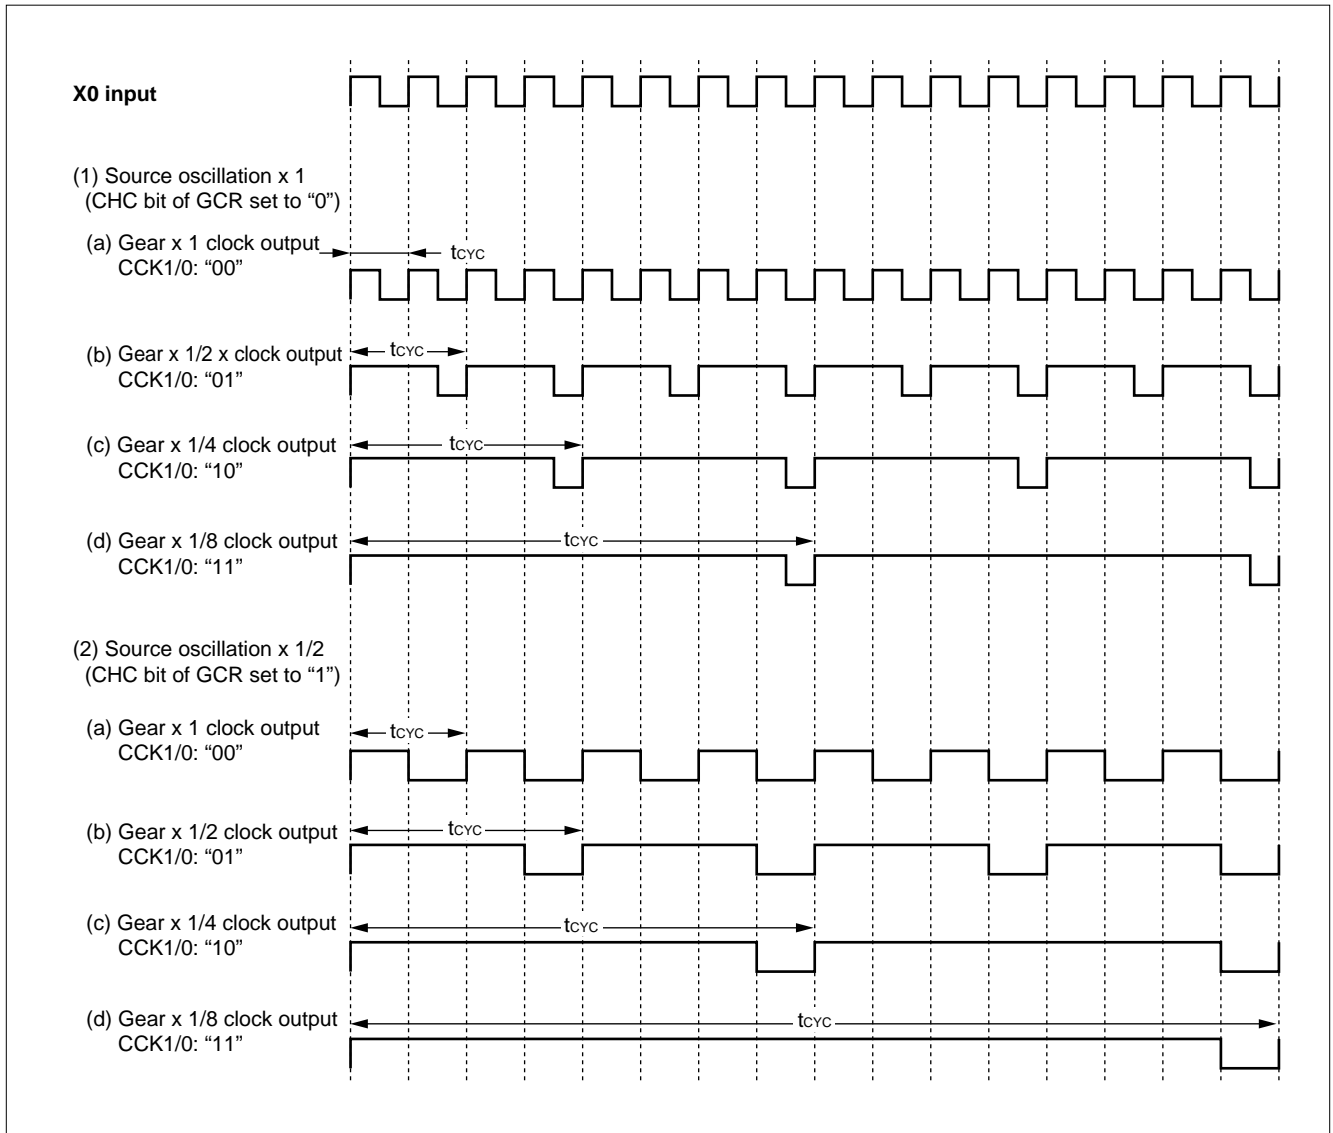 X0 input
(1) Source oscillation x 1
(CHC bit of GCR set to “0”)
(a) Gear x 1 clock output
CCK1/0: “00”
tCYC
(b) Gear x 1/2 x clock output
CCK1/0: “01”
tCYC
(c) Gear x 1/4 clock output
CCK1/0: “10”
tCYC
(d) Gear x 1/8 clock output
CCK1/0: “11”
tCYC
(2) Source oscillation x 1/2
(CHC bit of GCR set to “1”)
(a) Gear x 1 clock output
CCK1/0: “00”
tCYC
(b) Gear x 1/2 clock output
CCK1/0: “01”
tCYC
(c) Gear x 1/4 clock output
CCK1/0: “10”
tCYC
(d) Gear x 1/8 clock output
CCK1/0: “11”
tCYC